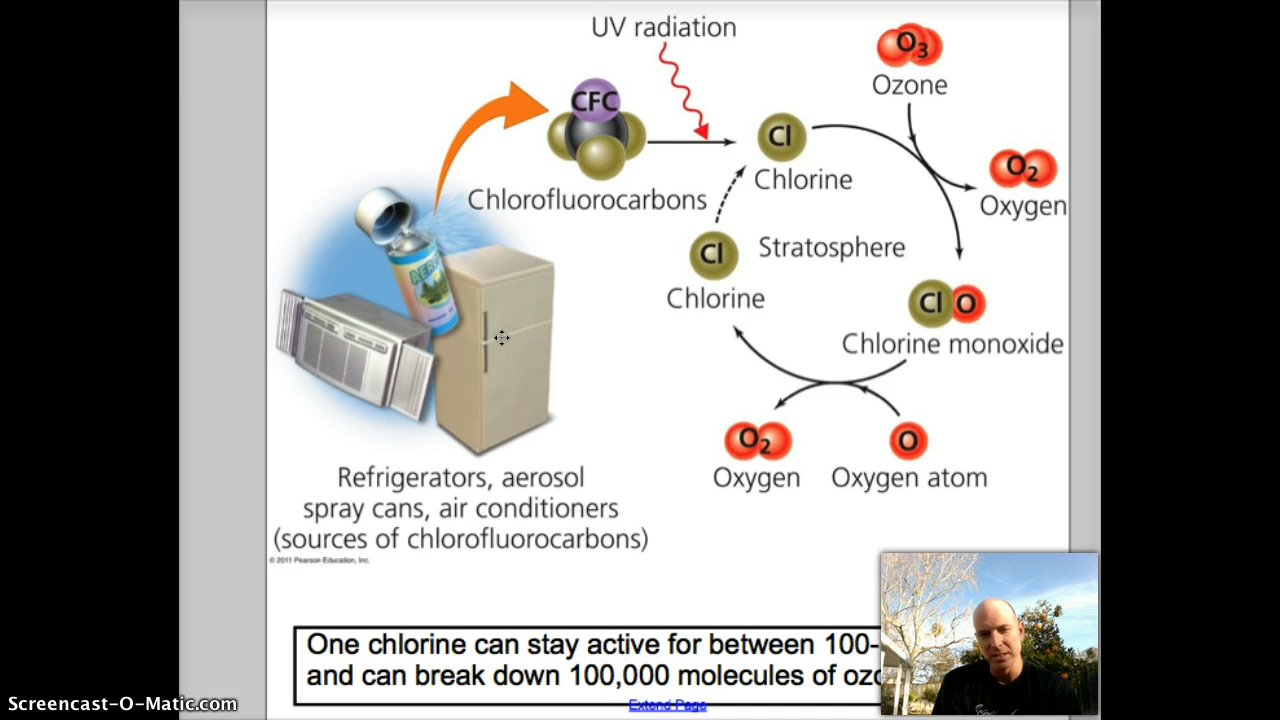 UV radiation
O3
Ozone
CFC
Cl
O2
Chlorofluorocarbons
Chlorine
Oxygen
Cl
Stratosphere
Chlorine
Cl O
Chlorine monoxide
O2
O
Oxygen
Oxygen atom
Refrigerators, aerosol
spray cans, air conditioners
(sources of chlorofluorocarbons)
© 2011 Pearson Education, Inc.
One chlorine can stay active for between 100-
and can break down 100,000 molecules of
Extend Page
Screencast-O-Matic.com